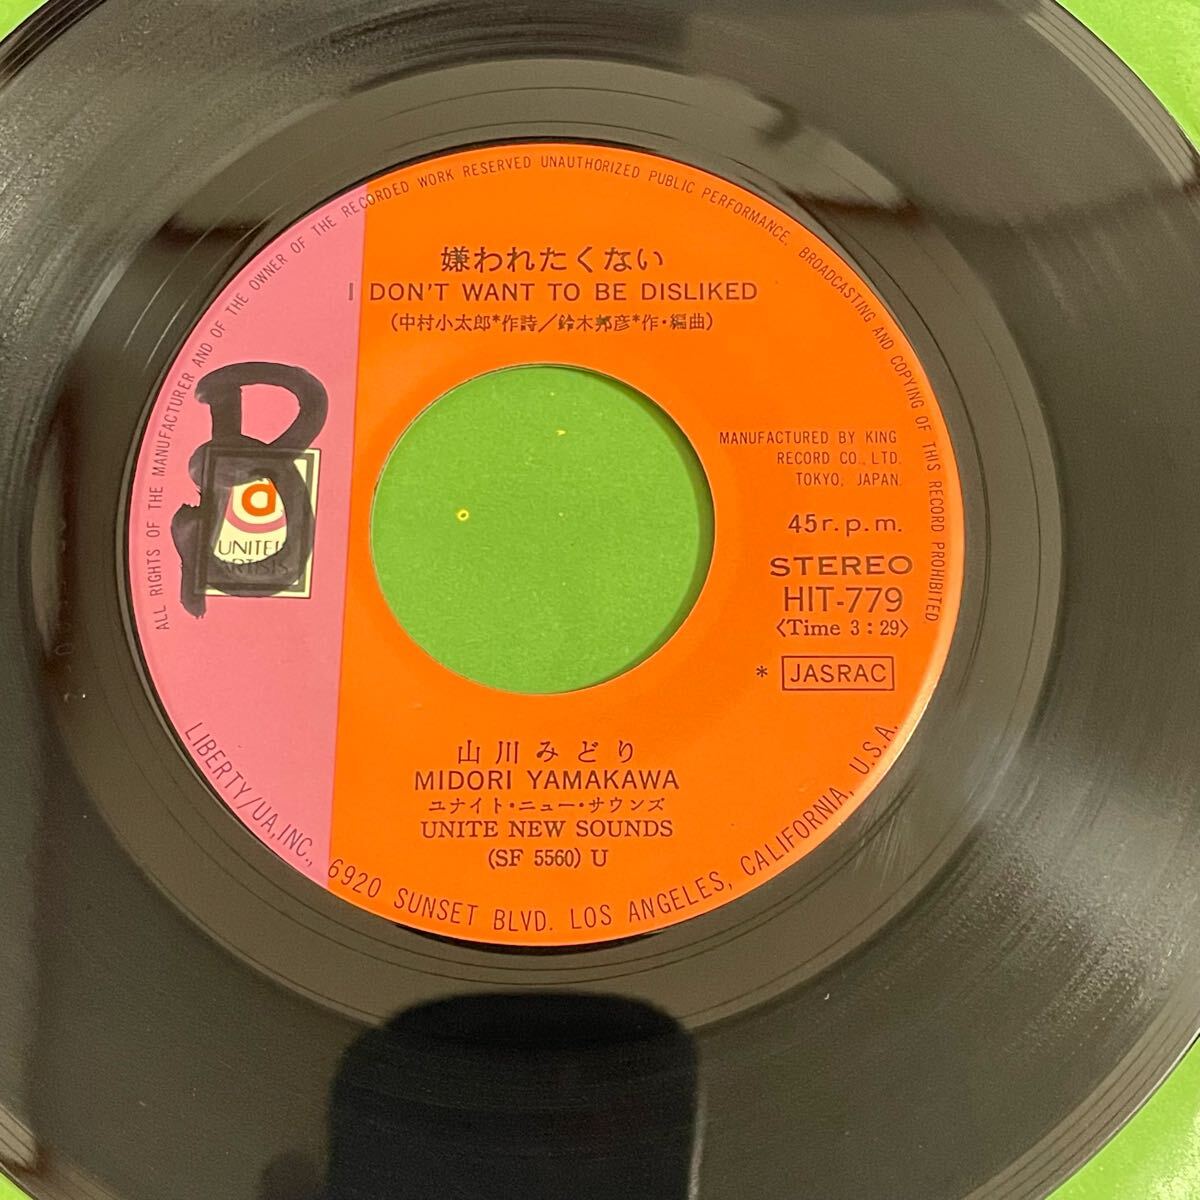 ALL RIGHTS OF THE MANUFACTURER AND OF THE OWNER OF THE RECORDED WORK RESERVED UNAUTHORIZED PUBLIC PERFORMANCE, BROADCASTING AND COPYING OF THIS RECORD PROHIBITED
嫌われたくない
I DON'T WANT TO BE DISLIKED
(中村小太郎*作詩/鈴木邦彦*作・編曲)
B
a
UNITED
ARTISTS
MANUFACTURED BY KING
RECORD CO., LTD.
TOKYO, JAPAN.
45r.p.m.
STEREO
HIT-779
〈Time 3:29〉
* JASRAC
山川みどり
MIDORI YAMAKAWA
ユナイト・ニュー・サウンズ
UNITE NEW SOUNDS
(SF 5560) U
LIBERTY/UA, INC., 6920 SUNSET BLVD. LOS ANGELES, CALIFORNIA, U.S.A.